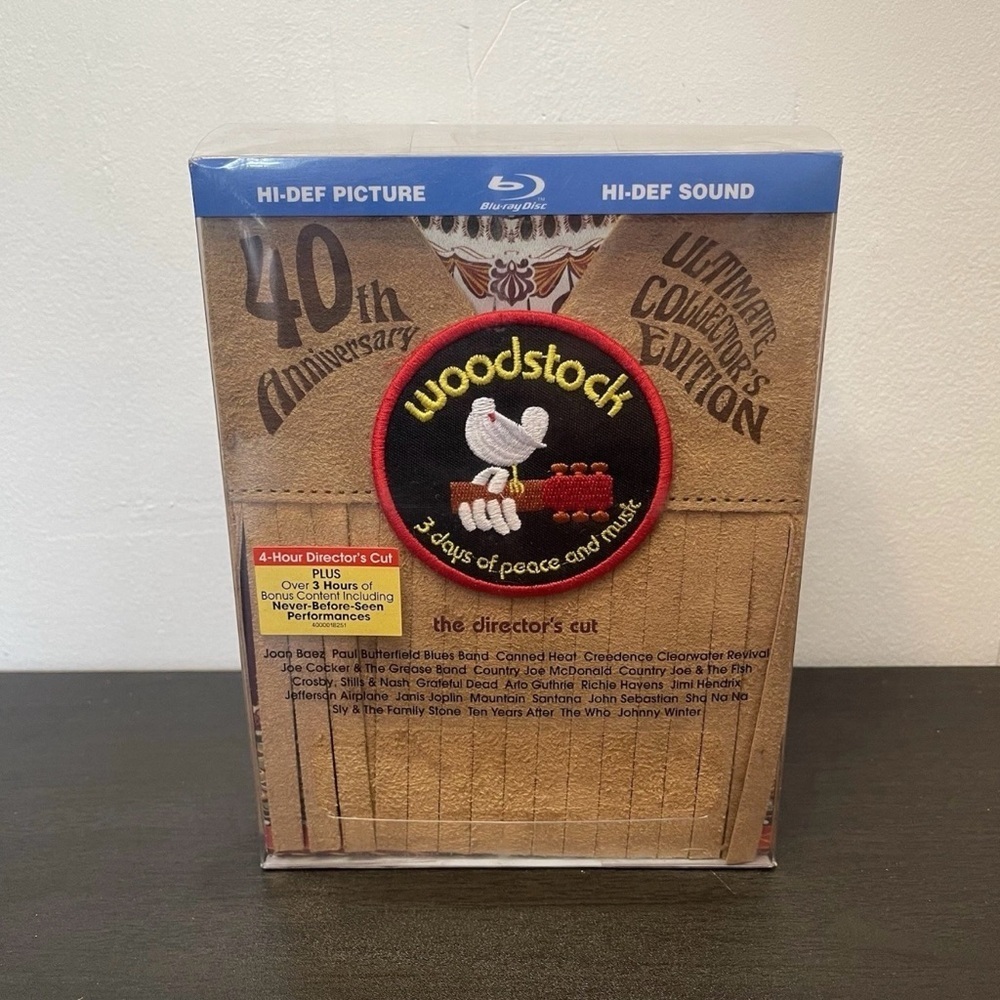 HI-DEF PICTURE
Blu-ray Disc™
HI-DEF SOUND
40th
Anniversary
ULTIMATE
COLLECTOR'S
EDITION
woodstock
3 days of peace and music
4-Hour Director's Cut
PLUS
Over 3 Hours of
Bonus Content Including
Never-Before-Seen
Performances
4000018251
the director's cut
Joan Baez Paul Butterfield Blues Band Canned Heat Creedence Clearwater Revival
Joe Cocker & The Grease Band Country Joe McDonald Country Joe & The Fish
Crosby, Stills & Nash Grateful Dead Arlo Guthrie Richie Havens Jimi Hendrix
Jefferson Airplane Janis Joplin Mountain Santana John Sebastian Sha Na Na
Sly & The Family Stone Ten Years After The Who Johnny Winter